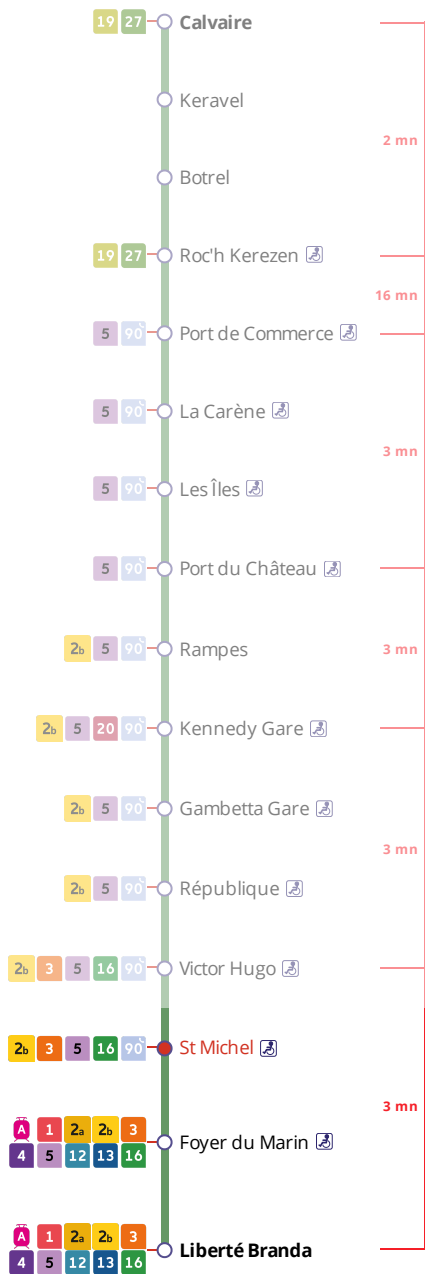 19 27 Calvaire
Keravel
2 mn
Botrel
19 27 Roc'h Kerezen
16 mn
5 90 Port de Commerce
5 90 La Carène
3 mn
5 90 Les Îles
5 90 Port du Château
2b 5 90 Rampes 3 mn
2b 5 20 90 Kennedy Gare
2b 5 90 Gambetta Gare
3 mn
2b 5 90 République
2b 3 5 16 90 Victor Hugo
2b 3 5 16 90 St Michel
3 mn
A 1 2a 2b 3
4 5 12 13 16 Foyer du Marin
A 1 2a 2b 3
4 5 12 13 16 Liberté Branda